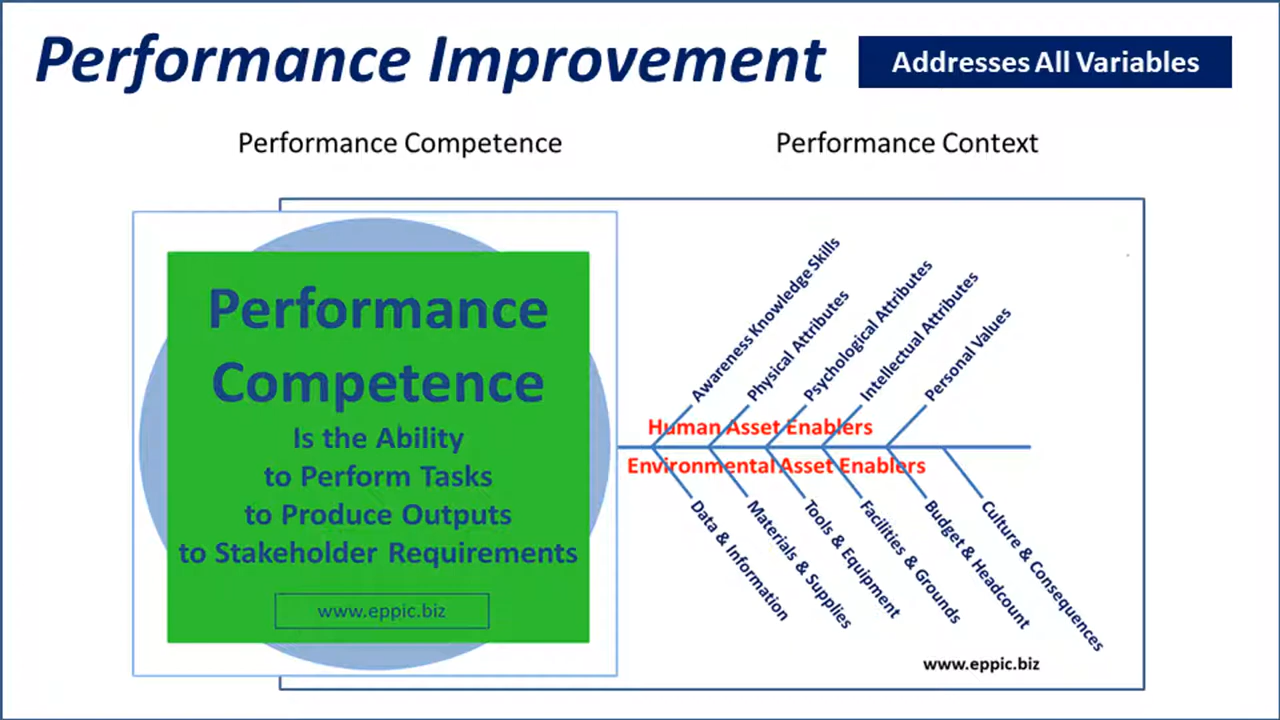 Performance Improvement
Addresses All Variables
Performance Competence
Performance Context
Performance
Competence
Is the Ability
to Perform Tasks
to Produce Outputs
to Stakeholder Requirements
www.eppic.biz
Awareness Knowledge Skills
Physical Attributes
Psychological Attributes
Intellectual Attributes
Personal Values
Human Asset Enablers
Environmental Asset Enablers
Data & Information
Materials & Supplies
Tools & Equipment
Facilities & Grounds
Budget & Headcount
Culture & Consequences
www.eppic.biz